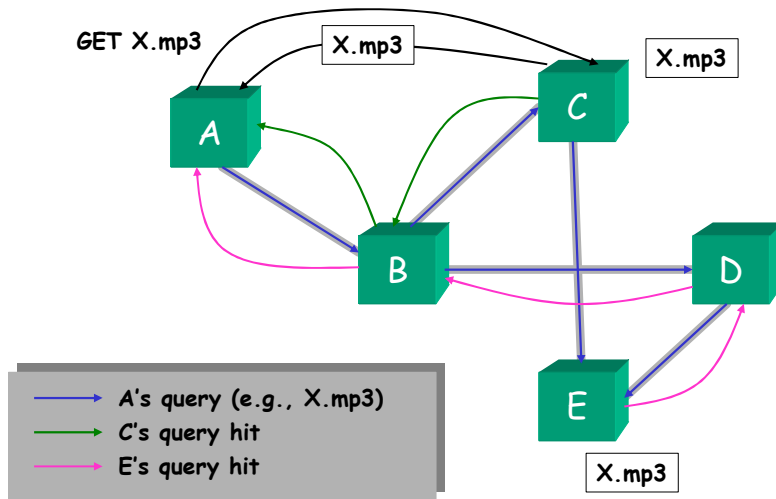 GET X.mp3
X.mp3
X.mp3
A
C
B
D
E
X.mp3
A's query (e.g., X.mp3)
C's query hit
E's query hit